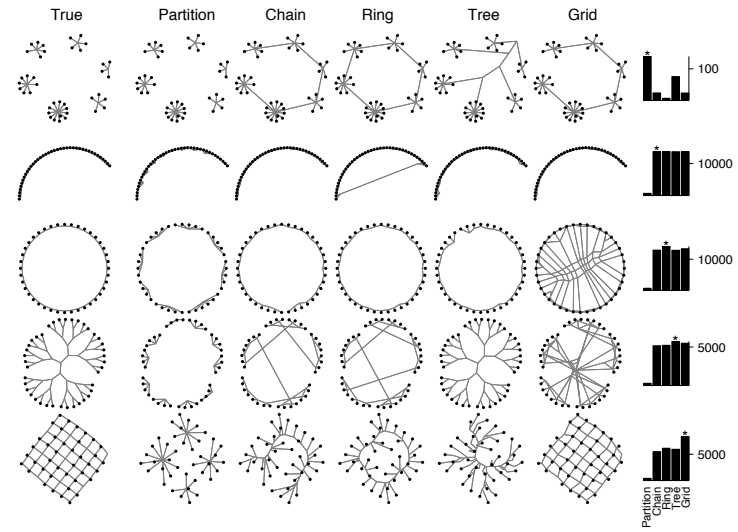 True Partition Chain Ring Tree Grid
*
100
*
10000
*
10000
*
5000
*
5000
Partition
Chain
Ring
Tree
Grid